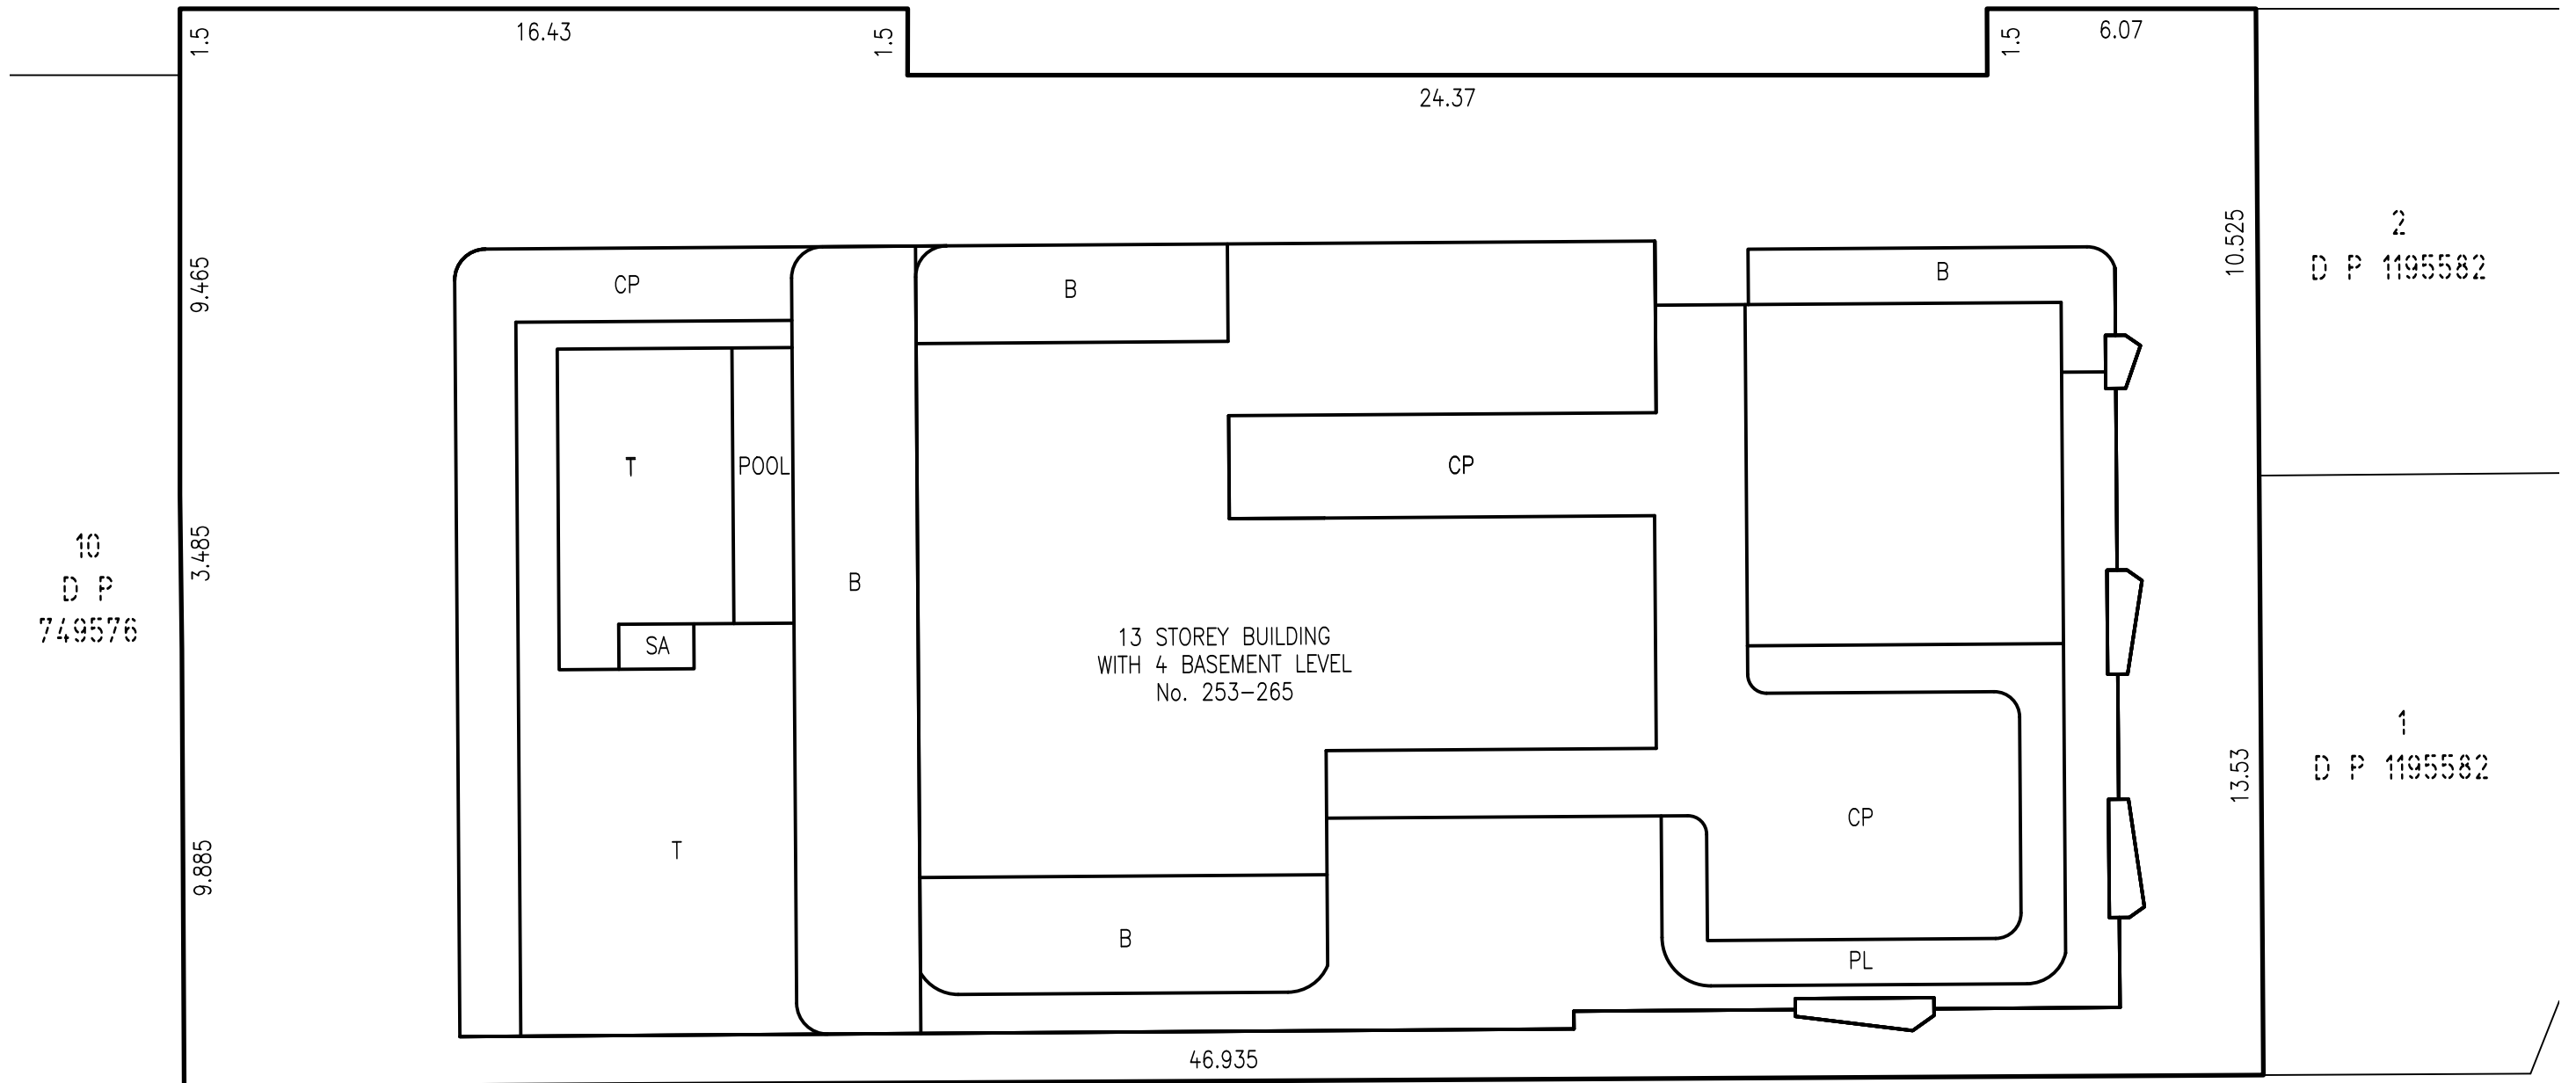 1.5
16.43
1.5
1.5
6.07
24.37
9.465
CP
B
B
10.525
2
D P 1195582
T
POOL
CP
3.485
10
D P
749576
B
SA
13 STOREY BUILDING
WITH 4 BASEMENT LEVEL
No. 253-265
1
D P 1195582
13.53
CP
9.885
T
B
PL
46.935